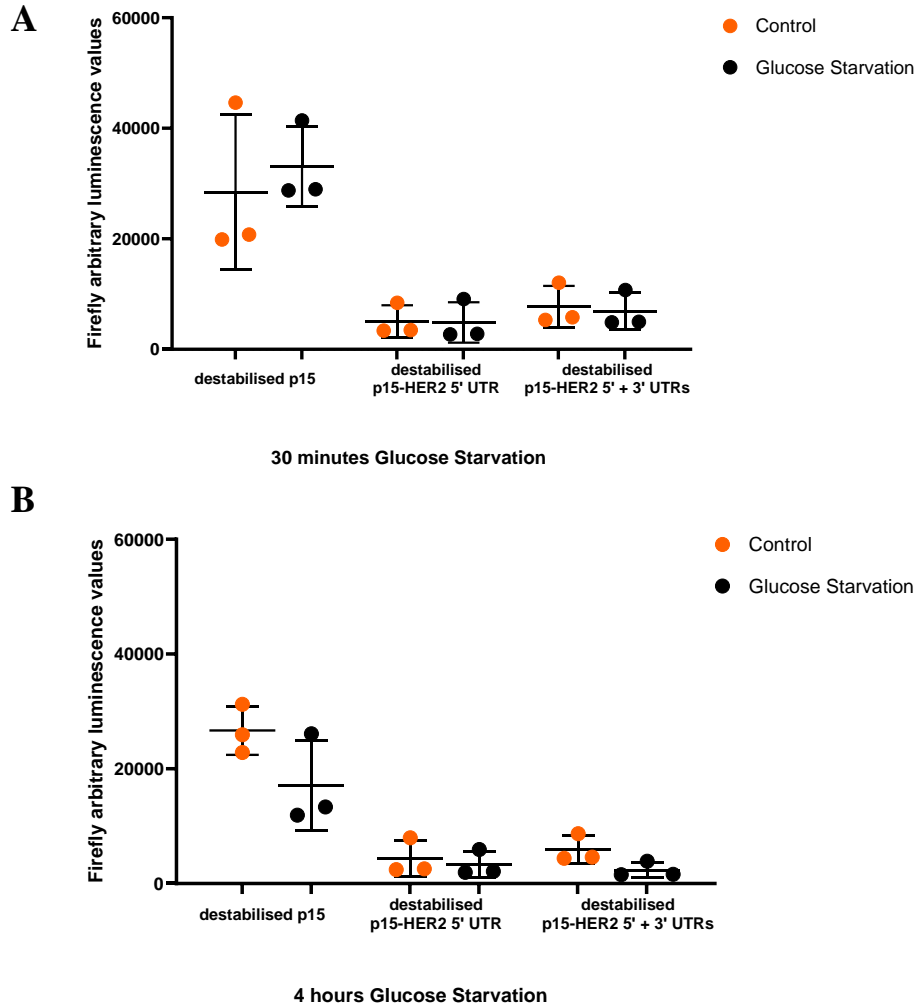 A
Firefly arbitrary luminescence values
60000
40000
20000
0
Control
Glucose Starvation
destabilised p15
destabilised
p15-HER2 5' UTR
destabilised
p15-HER2 5' + 3' UTRs
30 minutes Glucose Starvation
B
Firefly arbitrary luminescence values
60000
40000
20000
0
Control
Glucose Starvation
destabilised p15
destabilised
p15-HER2 5' UTR
destabilised
p15-HER2 5' + 3' UTRs
4 hours Glucose Starvation